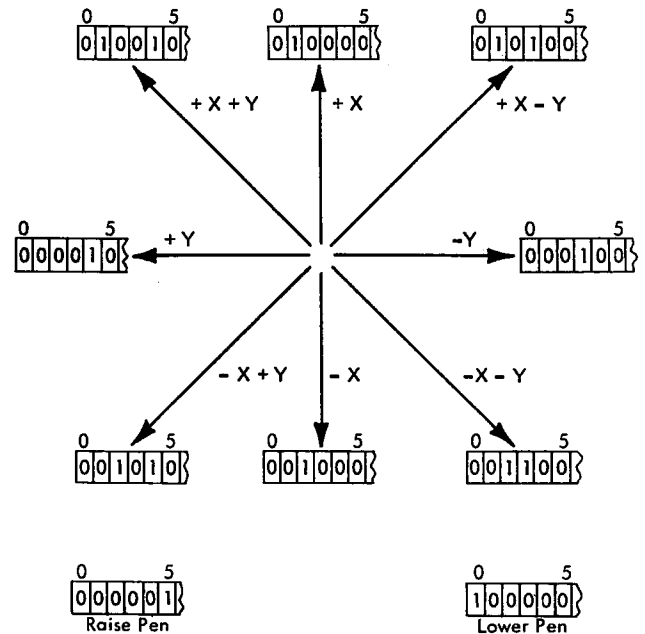 0 5 0 5 0 5
010010 010000 010100
+ X + Y + X + X - Y
0 5 0 5
000010 + Y -Y 000100
- X + Y - X -X - Y
0 5 0 5 0 5
001010 001000 001100
0 5 0 5
000001 100000
Raise Pen Lower Pen